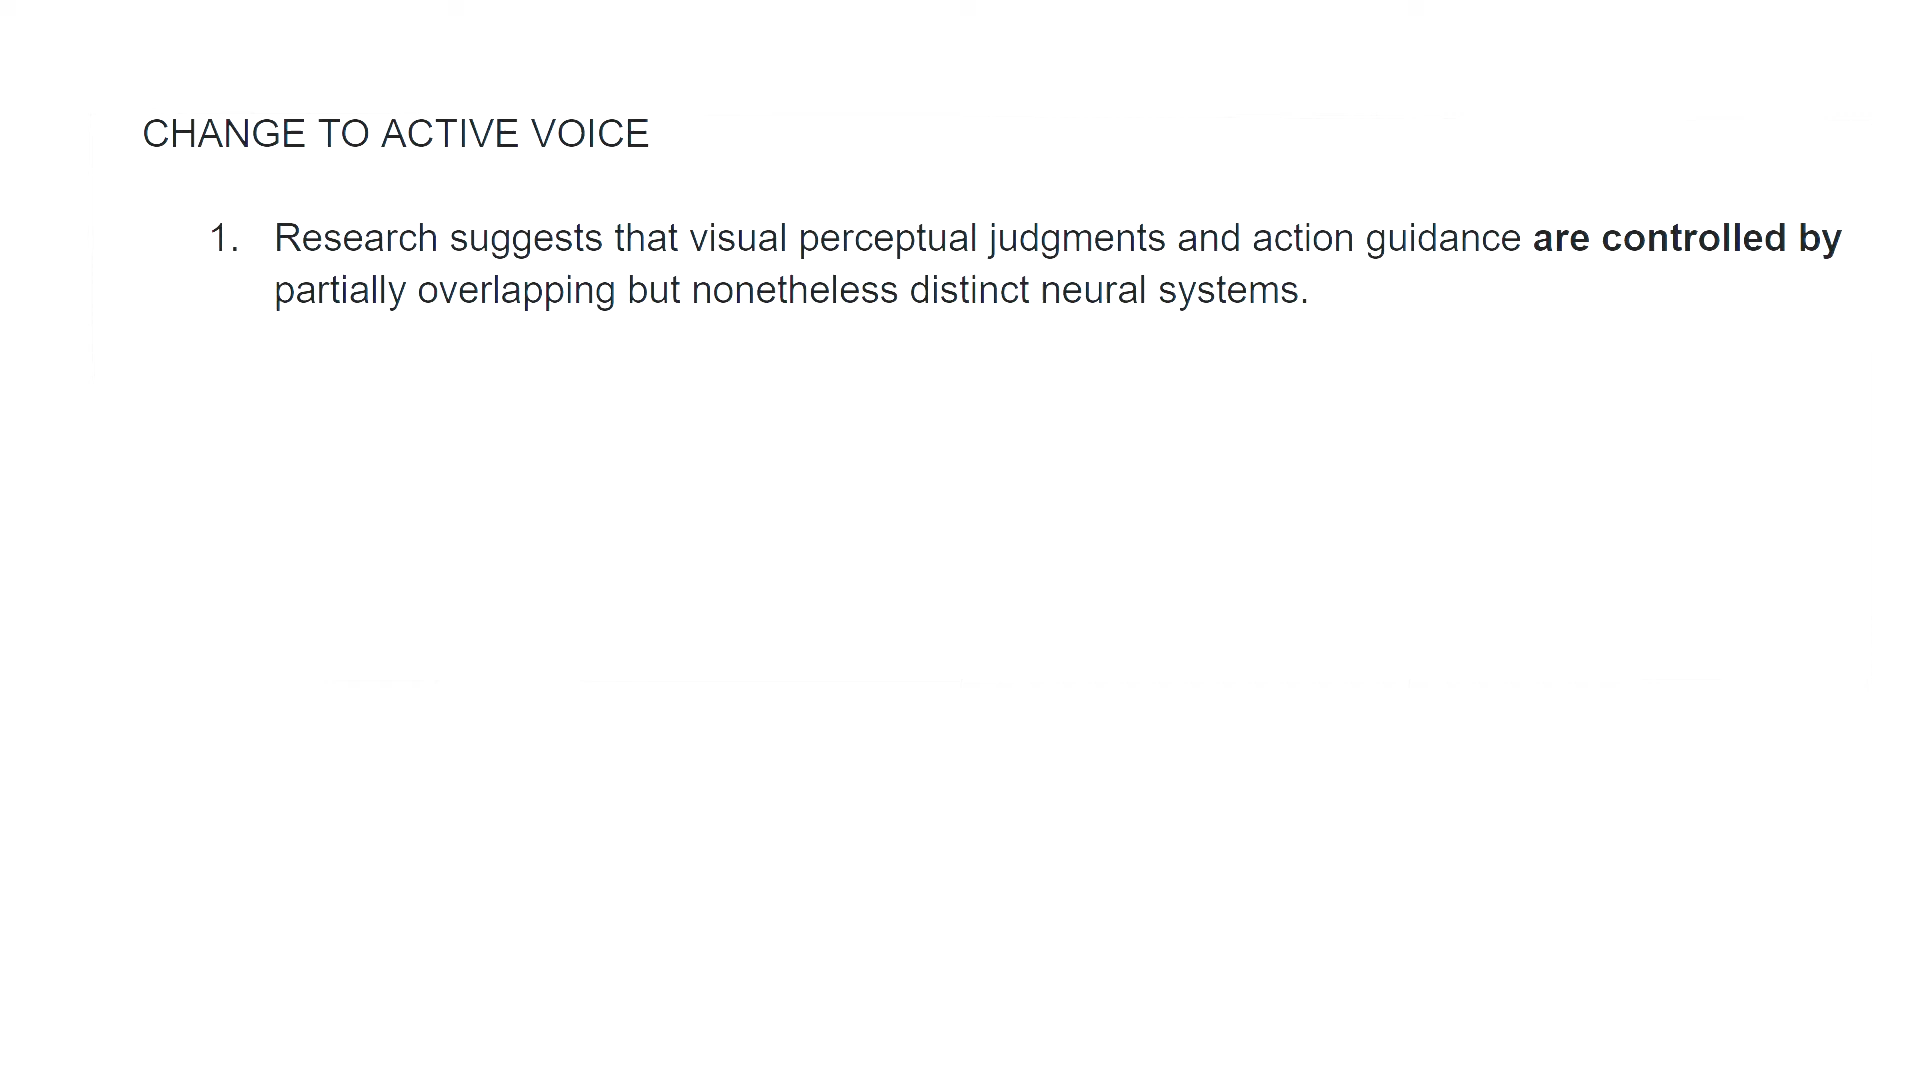 CHANGE TO ACTIVE VOICE
1. Research suggests that visual perceptual judgments and action guidance are controlled by
partially overlapping but nonetheless distinct neural systems.